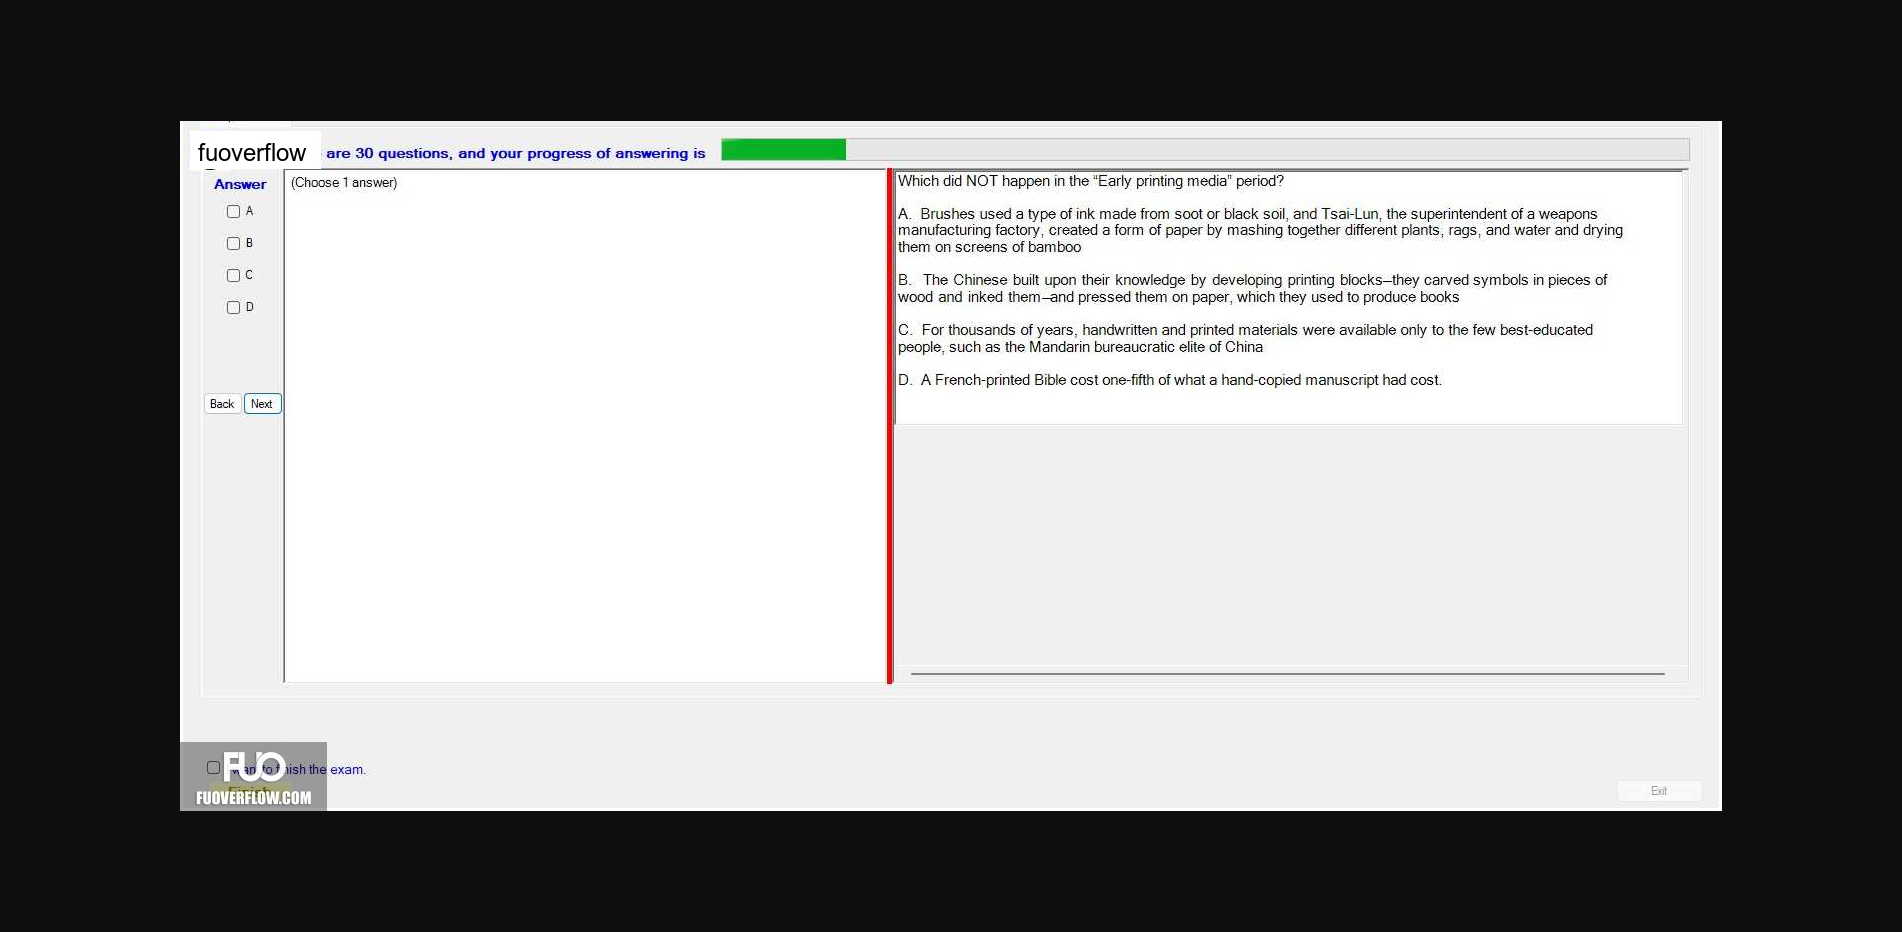 fuoverflow are 30 questions, and your progress of answering is
Answer
(Choose 1 answer)
A
B
C
D
Back Next
Which did NOT happen in the “Early printing media” period?
A. Brushes used a type of ink made from soot or black soil, and Tsai-Lun, the superintendent of a weapons
manufacturing factory, created a form of paper by mashing together different plants, rags, and water and drying
them on screens of bamboo
B. The Chinese built upon their knowledge by developing printing blocks—they carved symbols in pieces of
wood and inked them—and pressed them on paper, which they used to produce books
C. For thousands of years, handwritten and printed materials were available only to the few best-educated
people, such as the Mandarin bureaucratic elite of China
D. A French-printed Bible cost one-fifth of what a hand-copied manuscript had cost.
FUO
the exam.
FUOVERFLOW.COM
Exit